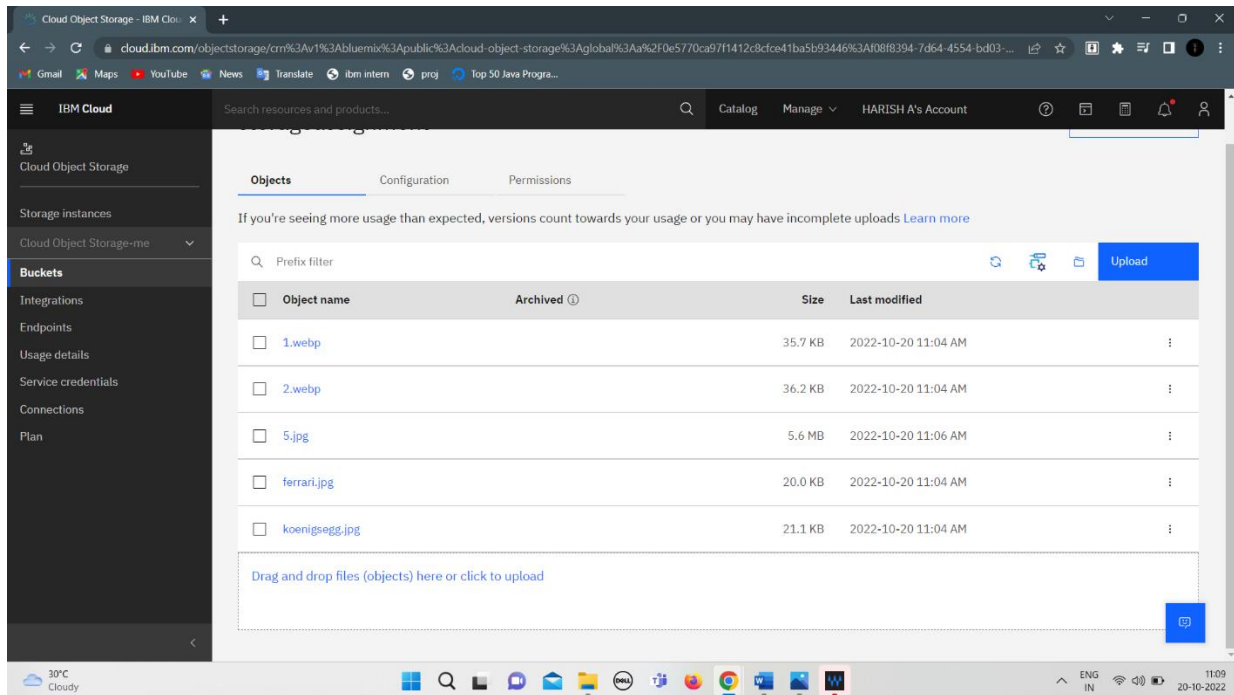 Cloud Object Storage - IBM Clou
cloud.ibm.com/objectstorage/crn%3Av1%3Abluemix%3Apublic%3Acloud-object-storage%3Aglobal%3Aa%2F0e5770ca97f1412c8cfce41ba5b93446%3Af08f8394-7d64-4554-bd03-...
Gmail Maps YouTube News Translate ibm intern proj Top 50 Java Progra...
IBM Cloud Search resources and products... Catalog Manage HARISH A's Account
Cloud Object Storage
Storage instances
Cloud Object Storage-me
Buckets
Integrations
Endpoints
Usage details
Service credentials
Connections
Plan
Objects Configuration Permissions
If you're seeing more usage than expected, versions count towards your usage or you may have incomplete uploads Learn more
Prefix filter Upload
Object name Archived Size Last modified
1.webp 35.7 KB 2022-10-20 11:04 AM
2.webp 36.2 KB 2022-10-20 11:04 AM
5.jpg 5.6 MB 2022-10-20 11:06 AM
ferrari.jpg 20.0 KB 2022-10-20 11:04 AM
koenigsegg.jpg 21.1 KB 2022-10-20 11:04 AM
Drag and drop files (objects) here or click to upload
30°C
Cloudy
DELL
ENG
IN
11:09
20-10-2022